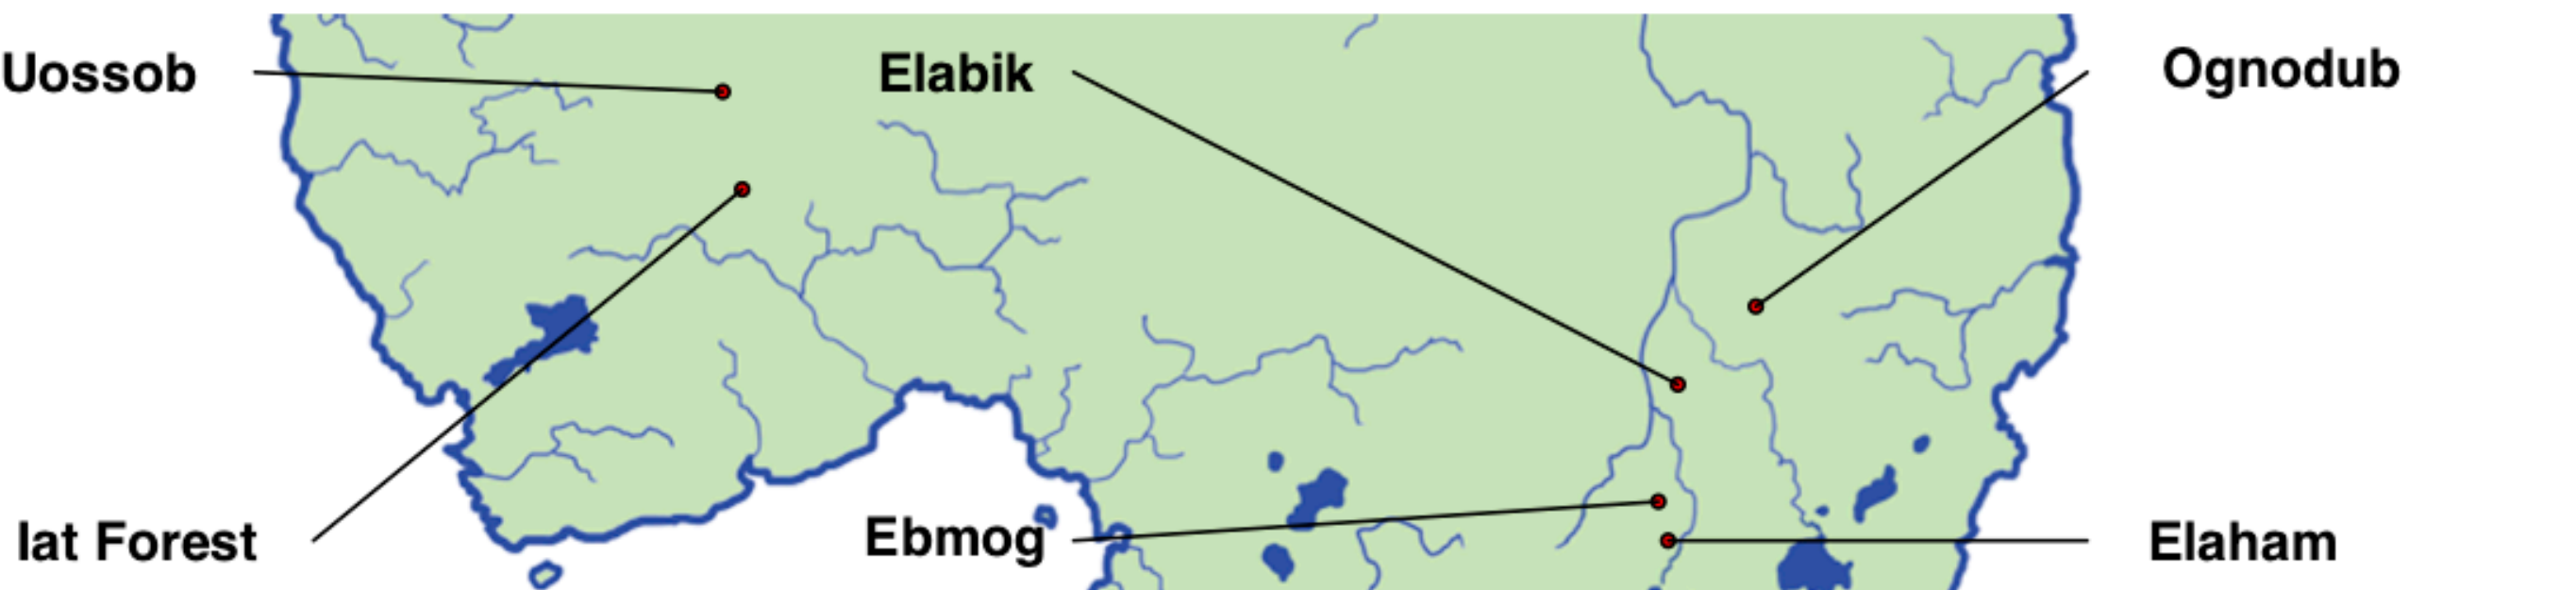 Uossob
Elabik
Ognodub
Iat Forest
Ebmog
Elaham